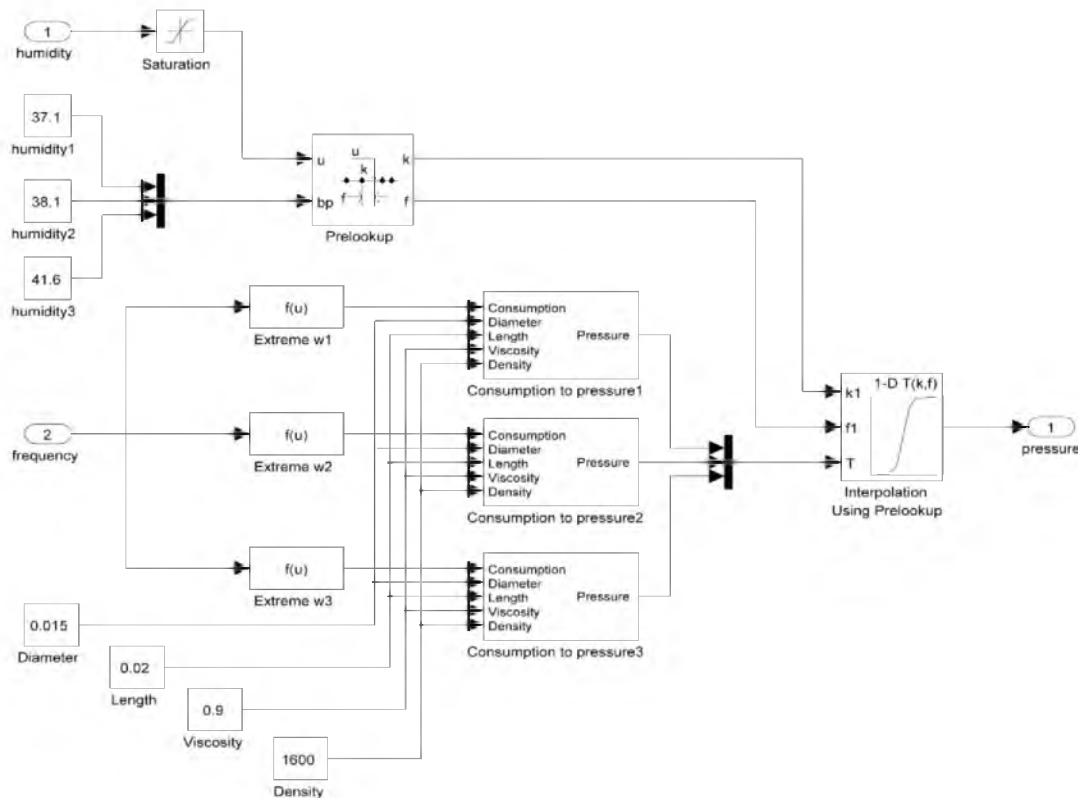 1
humidity
Saturation
37.1
humidity1
38.1
humidity2
41.6
humidity3
u
bp
u
k
f
k
f
Prelookup
f(u)
Extreme w1
Consumption
Diameter
Length
Viscosity
Density
Pressure
Consumption to pressure1
2
frequency
f(u)
Extreme w2
Consumption
Diameter
Length
Viscosity
Density
Pressure
Consumption to pressure2
f(u)
Extreme w3
Consumption
Diameter
Length
Viscosity
Density
Pressure
Consumption to pressure3
1-D T(k,f)
k1
f1
T
Interpolation
Using Prelookup
1
pressure
0.015
Diameter
0.02
Length
0.9
Viscosity
1600
Density